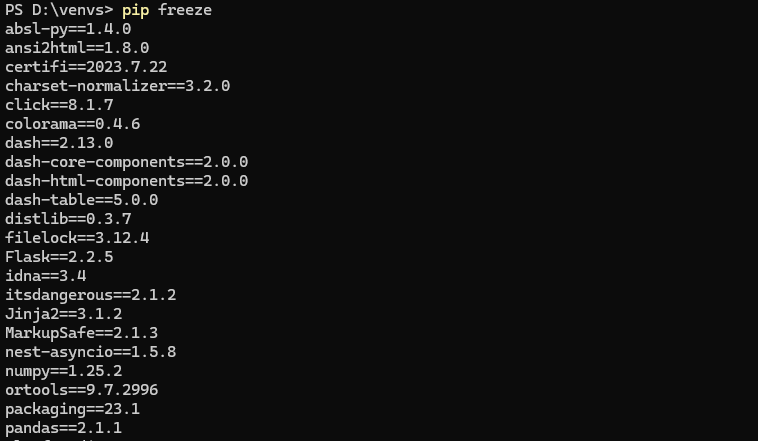 PS D:\venvs> pip freeze
absl-py==1.4.0
ansi2html==1.8.0
certifi==2023.7.22
charset-normalizer==3.2.0
click==8.1.7
colorama==0.4.6
dash==2.13.0
dash-core-components==2.0.0
dash-html-components==2.0.0
dash-table==5.0.0
distlib==0.3.7
filelock==3.12.4
Flask==2.2.5
idna==3.4
itsdangerous==2.1.2
Jinja2==3.1.2
MarkupSafe==2.1.3
nest-asyncio==1.5.8
numpy==1.25.2
ortools==9.7.2996
packaging==23.1
pandas==2.1.1